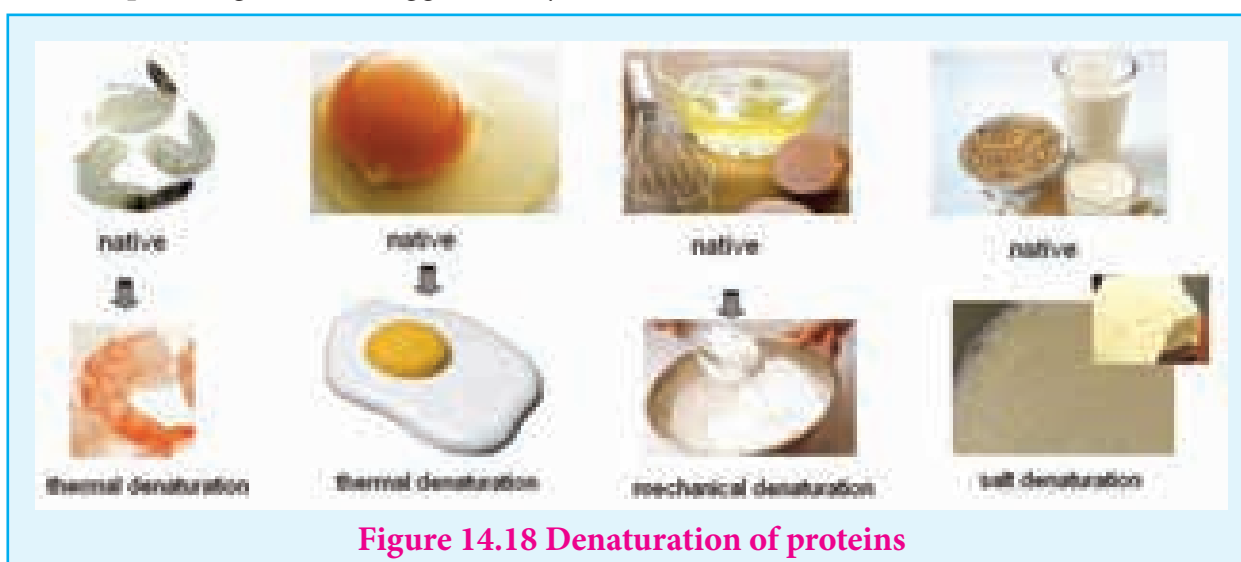 native
native
native
native
thermal denaturation
thermal denaturation
mechanical denaturation
salt denaturation
Figure 14.18 Denaturation of proteins